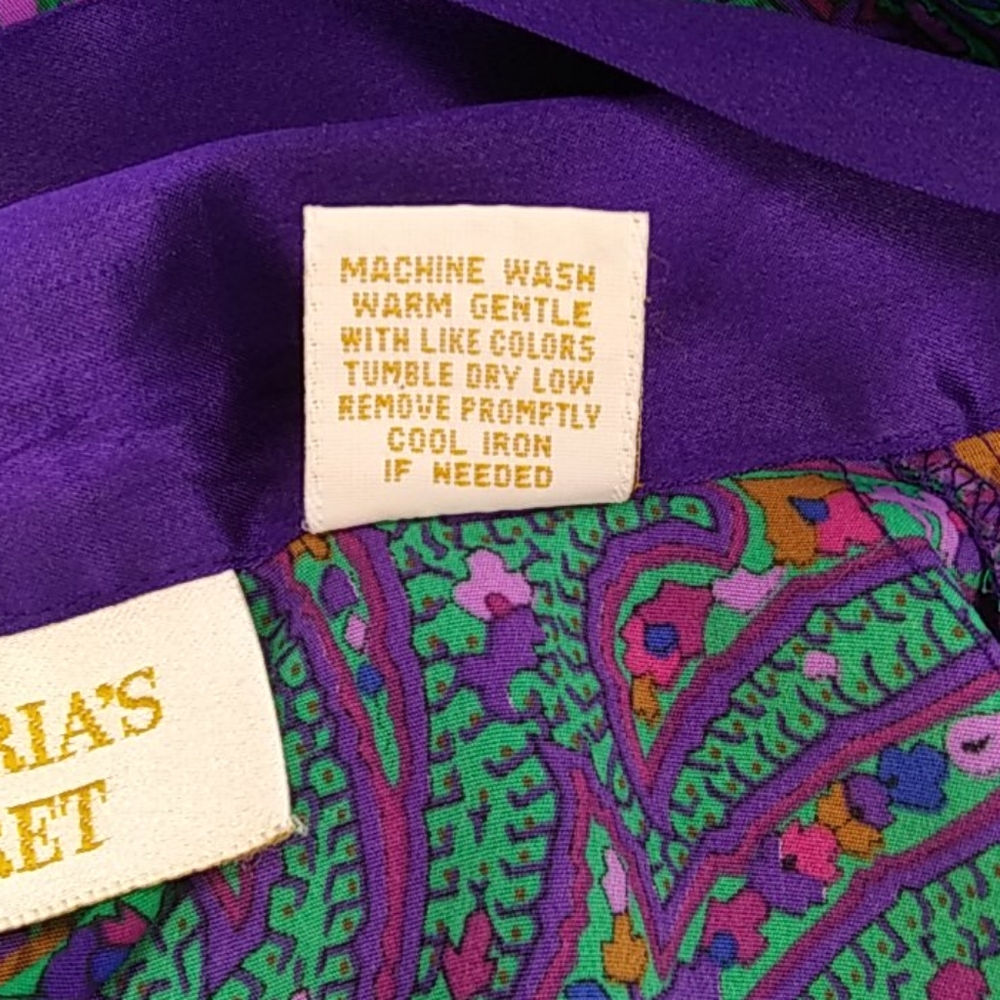 MACHINE WASH
WARM GENTLE
WITH LIKE COLORS
TUMBLE DRY LOW
REMOVE PROMPTLY
COOL IRON
IF NEEDED
RIA'S
RET